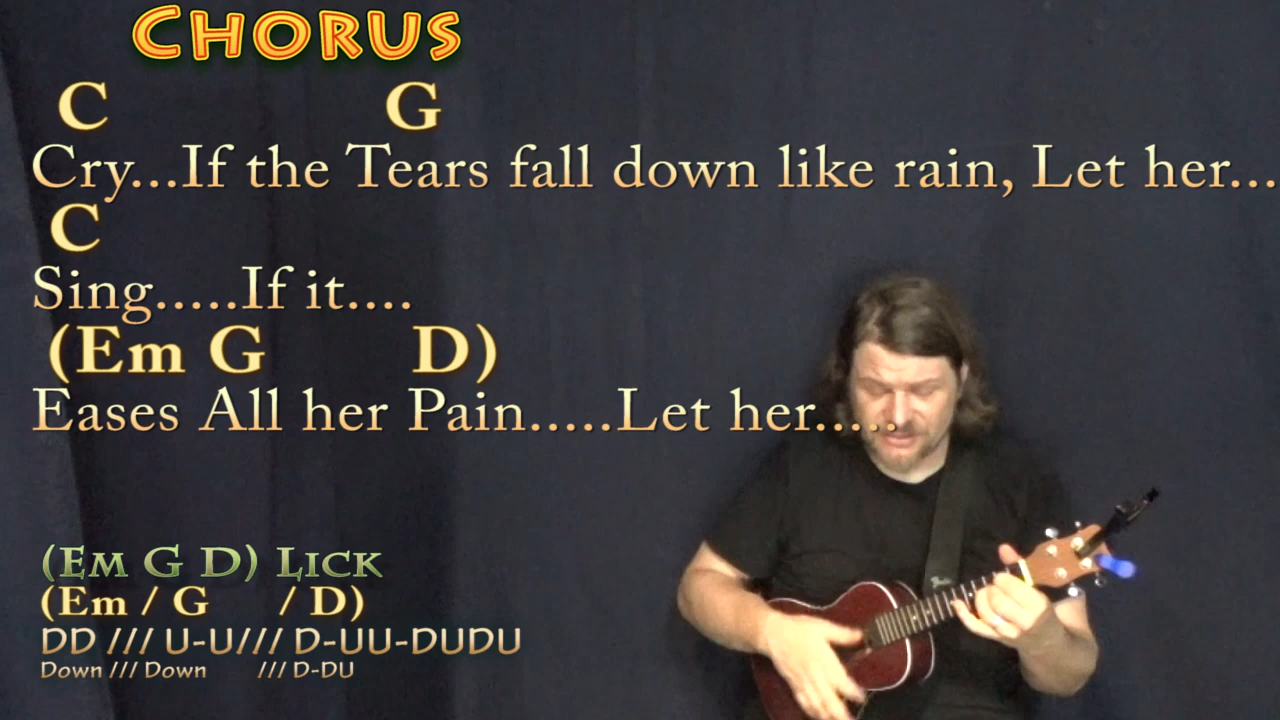 CHORUS
C G
Cry...If the Tears fall down like rain, Let her...
C
Sing.....If it....
(Em G D)
Eases All her Pain.....Let her.....
(Em G D) Lick
(Em / G / D)
DD /// U-U/// D-UU-DUDU
Down /// Down /// D-DU